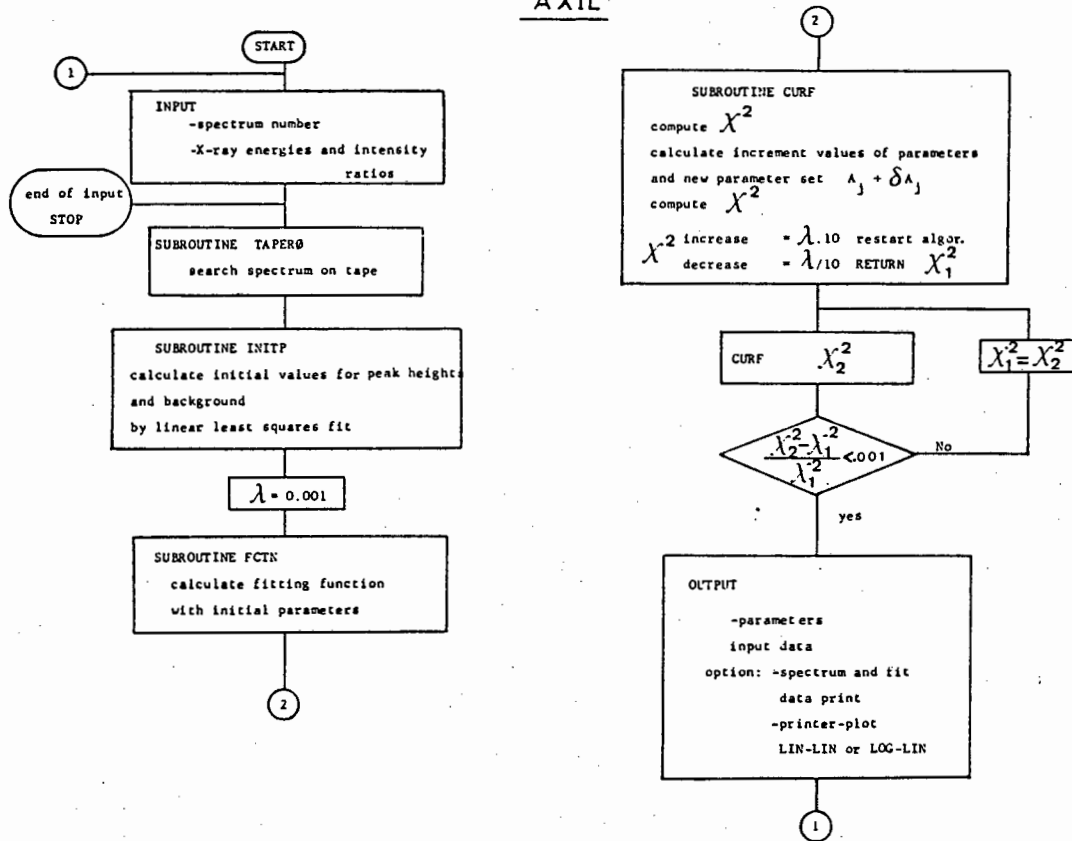 AXIL
START
1
INPUT
-spectrum number
-X-ray energies and intensity
ratios
end of input
STOP
SUBROUTINE TAPERØ
search spectrum on tape
SUBROUTINE INITP
calculate initial values for peak heights
and background
by linear least squares fit
λ = 0.001
SUBROUTINE FCTN
calculate fitting function
with initial parameters
2
2
SUBROUTINE CURF
compute χ²
calculate increment values of parameters
and new parameter set A_j + δA_j
compute χ²
χ² increase = λ.10 restart algor.
decrease = λ/10 RETURN χ₁²
CURF χ₂²
χ₁² = χ₂²
(χ₂² - χ₁²)/χ₁² <.001
No
yes
OUTPUT
-parameters
input data
option: -spectrum and fit
data print
-printer-plot
LIN-LIN or LOG-LIN
1